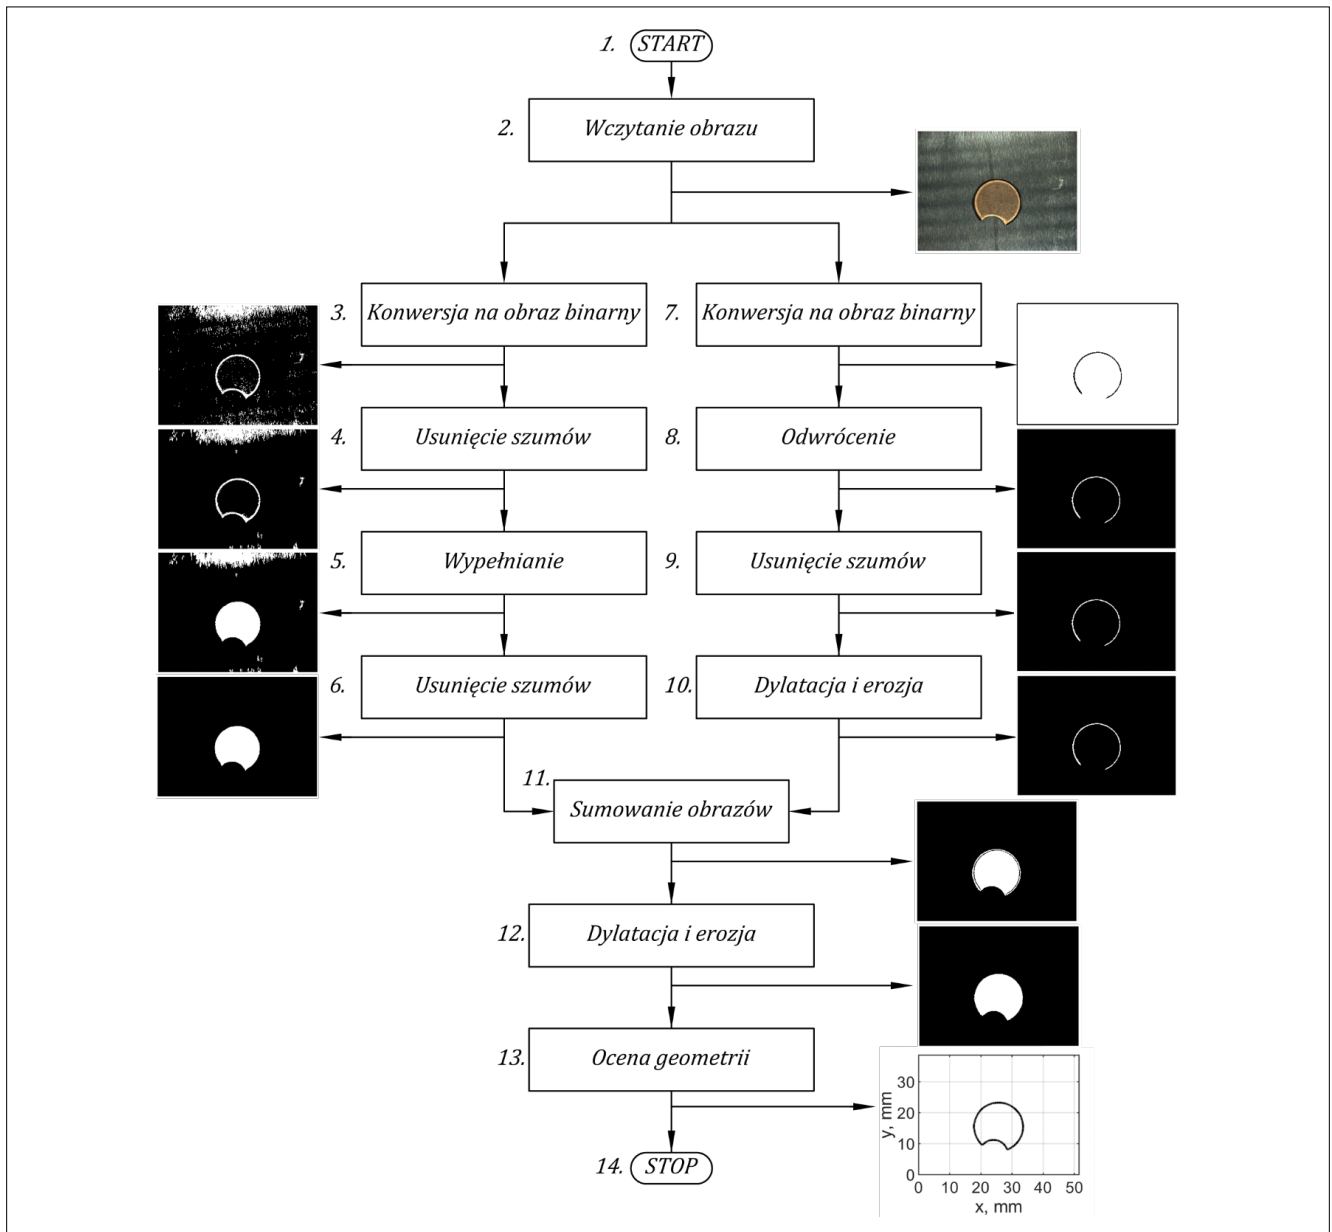 1. START
2. Wczytanie obrazu
3. Konwersja na obraz binarny
7. Konwersja na obraz binarny
4. Usunięcie szumów
8. Odwrócenie
5. Wypełnianie
9. Usunięcie szumów
6. Usunięcie szumów
10. Dylatacja i erozja
11. Sumowanie obrazów
12. Dylatacja i erozja
13. Ocena geometrii
30
20
10
0
y, mm
0 10 20 30 40 50
x, mm
14. STOP